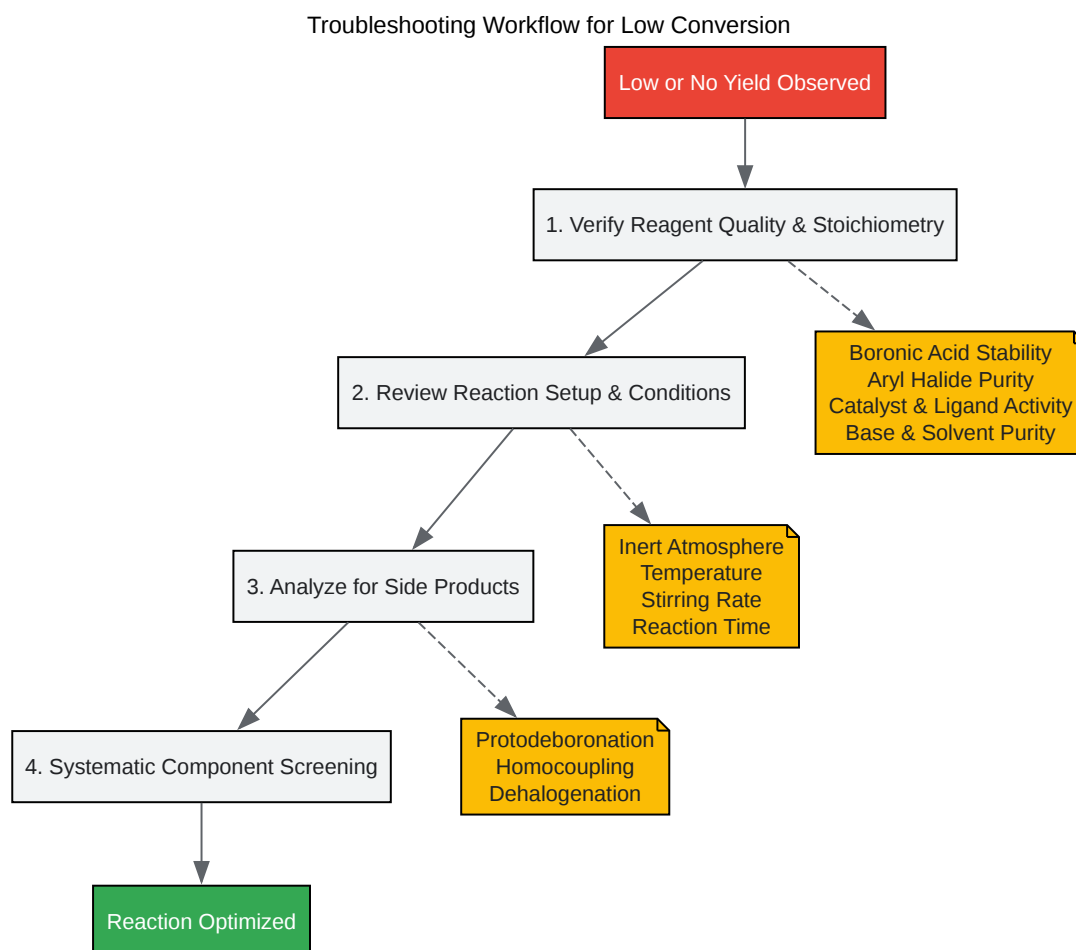 Troubleshooting Workflow for Low Conversion
Low or No Yield Observed
1. Verify Reagent Quality & Stoichiometry
Boronic Acid Stability
Aryl Halide Purity
Catalyst & Ligand Activity
Base & Solvent Purity
2. Review Reaction Setup & Conditions
Inert Atmosphere
Temperature
Stirring Rate
Reaction Time
3. Analyze for Side Products
Protodeboronation
Homocoupling
Dehalogenation
4. Systematic Component Screening
Reaction Optimized